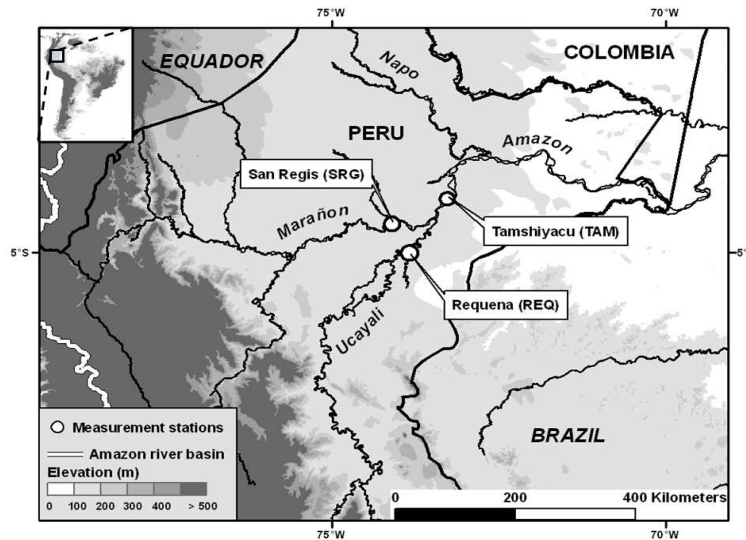 75°W
70°W
EQUADOR
COLOMBIA
Napo
PERU
Amazon
San Regis (SRG)
Marañon
Tamshiyacu (TAM)
5°S
5°S
Requena (REQ)
Ucayali
Measurement stations
Amazon river basin
Elevation (m)
0 100 200 300 400 > 500
BRAZIL
0 200 400 Kilometers
75°W
70°W